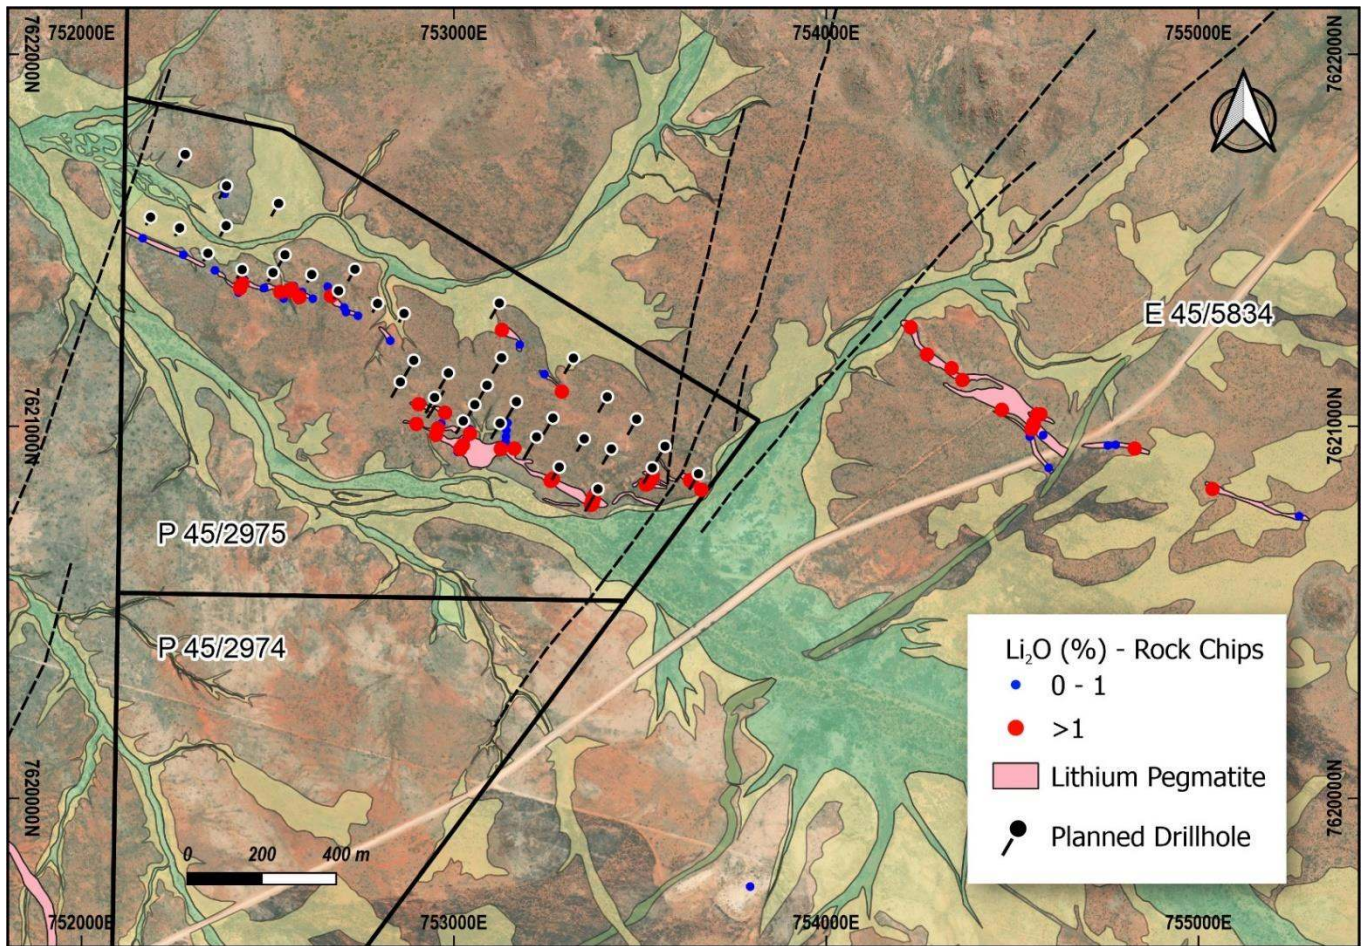 752000E
753000E
754000E
755000E
7622000N
7622000N
E 45/5834
7621000N
7621000N
P 45/2975
P 45/2974
Li₂O (%) - Rock Chips
0 - 1
>1
Lithium Pegmatite
Planned Drillhole
7620000N
7620000N
0 200 400 m
752000E
753000E
754000E
755000E